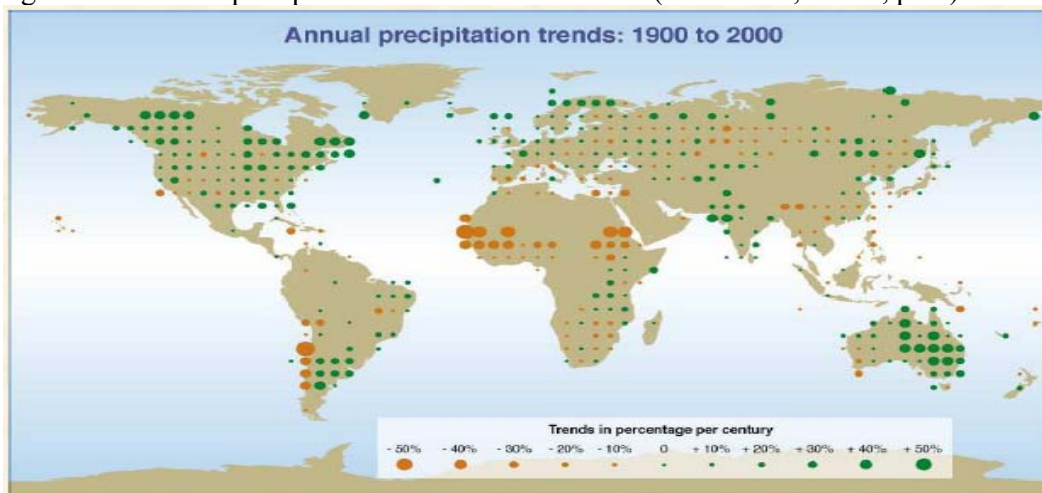 Annual precipitation trends: 1900 to 2000
Trends in percentage per century
- 50% - 40% - 30% - 20% - 10% 0 + 10% + 20% + 30% + 40% + 50%